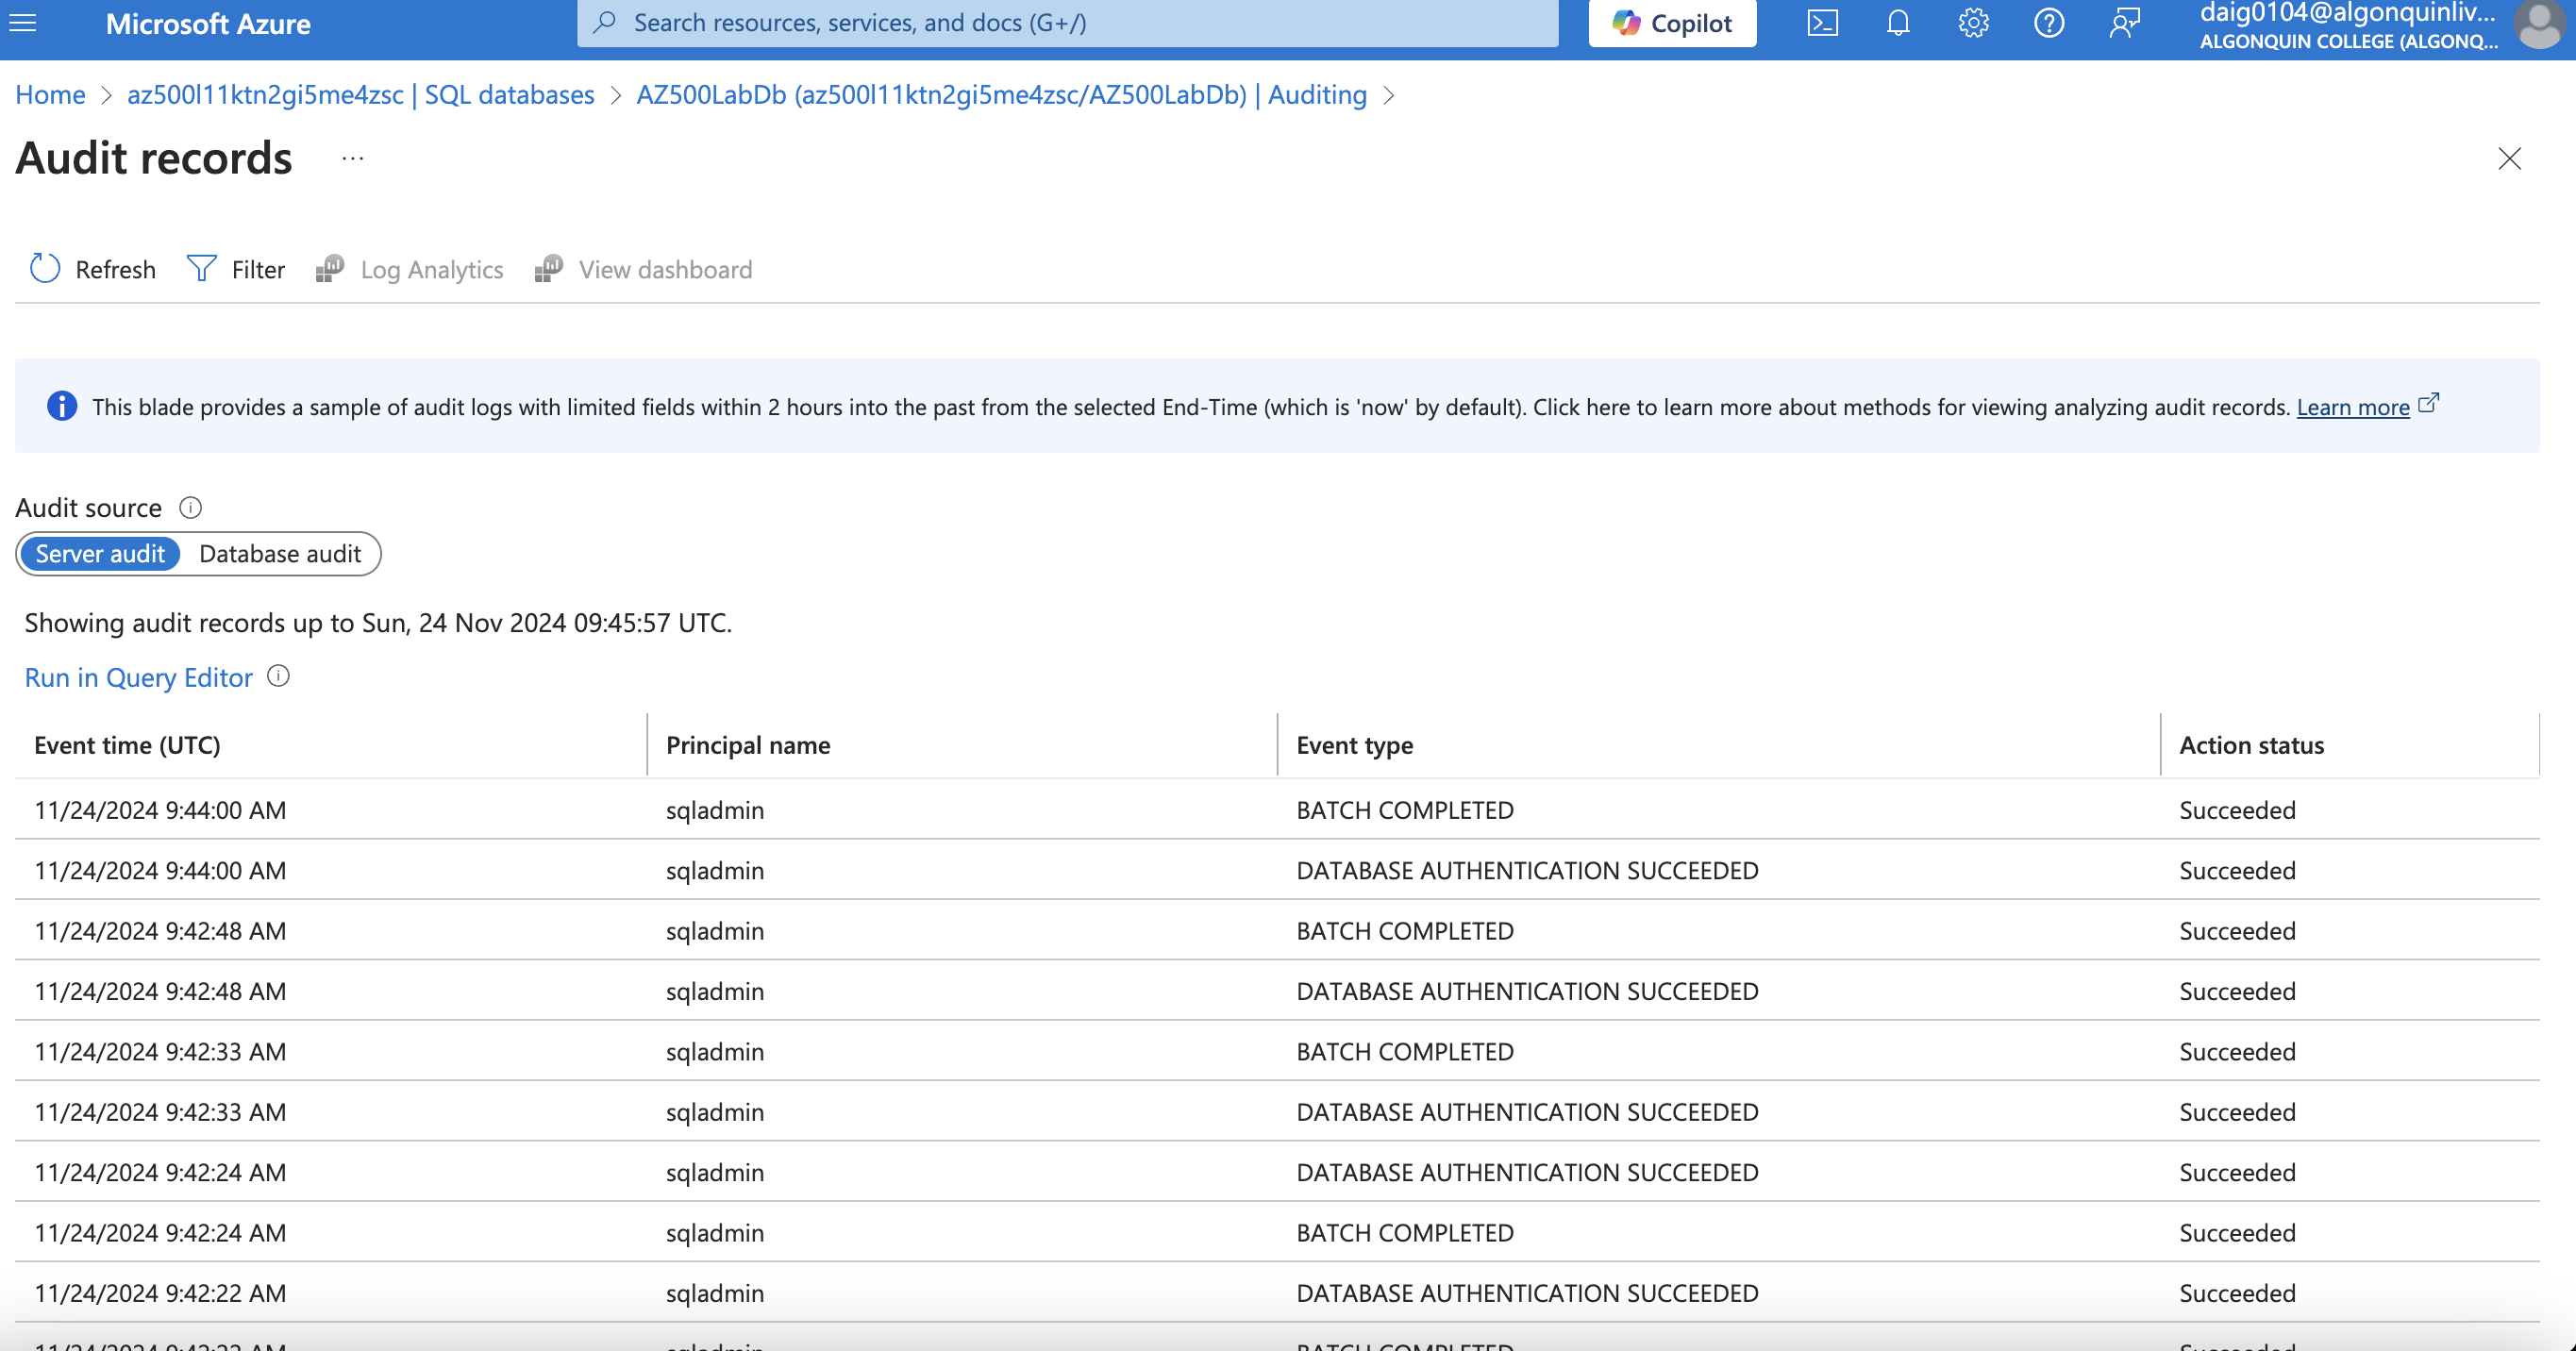 Microsoft Azure
Search resources, services, and docs (G+/)
Copilot
daig0104@algonquinliv...
ALGONQUIN COLLEGE (ALGONQ...
Home > az500l11ktn2gi5me4zsc | SQL databases > AZ500LabDb (az500l11ktn2gi5me4zsc/AZ500LabDb) | Auditing >
Audit records ...
Refresh Filter Log Analytics View dashboard
This blade provides a sample of audit logs with limited fields within 2 hours into the past from the selected End-Time (which is 'now' by default). Click here to learn more about methods for viewing analyzing audit records. Learn more
Audit source
Server audit Database audit
Showing audit records up to Sun, 24 Nov 2024 09:45:57 UTC.
Run in Query Editor
Event time (UTC) Principal name Event type Action status
11/24/2024 9:44:00 AM sqladmin BATCH COMPLETED Succeeded
11/24/2024 9:44:00 AM sqladmin DATABASE AUTHENTICATION SUCCEEDED Succeeded
11/24/2024 9:42:48 AM sqladmin BATCH COMPLETED Succeeded
11/24/2024 9:42:48 AM sqladmin DATABASE AUTHENTICATION SUCCEEDED Succeeded
11/24/2024 9:42:33 AM sqladmin BATCH COMPLETED Succeeded
11/24/2024 9:42:33 AM sqladmin DATABASE AUTHENTICATION SUCCEEDED Succeeded
11/24/2024 9:42:24 AM sqladmin DATABASE AUTHENTICATION SUCCEEDED Succeeded
11/24/2024 9:42:24 AM sqladmin BATCH COMPLETED Succeeded
11/24/2024 9:42:22 AM sqladmin DATABASE AUTHENTICATION SUCCEEDED Succeeded